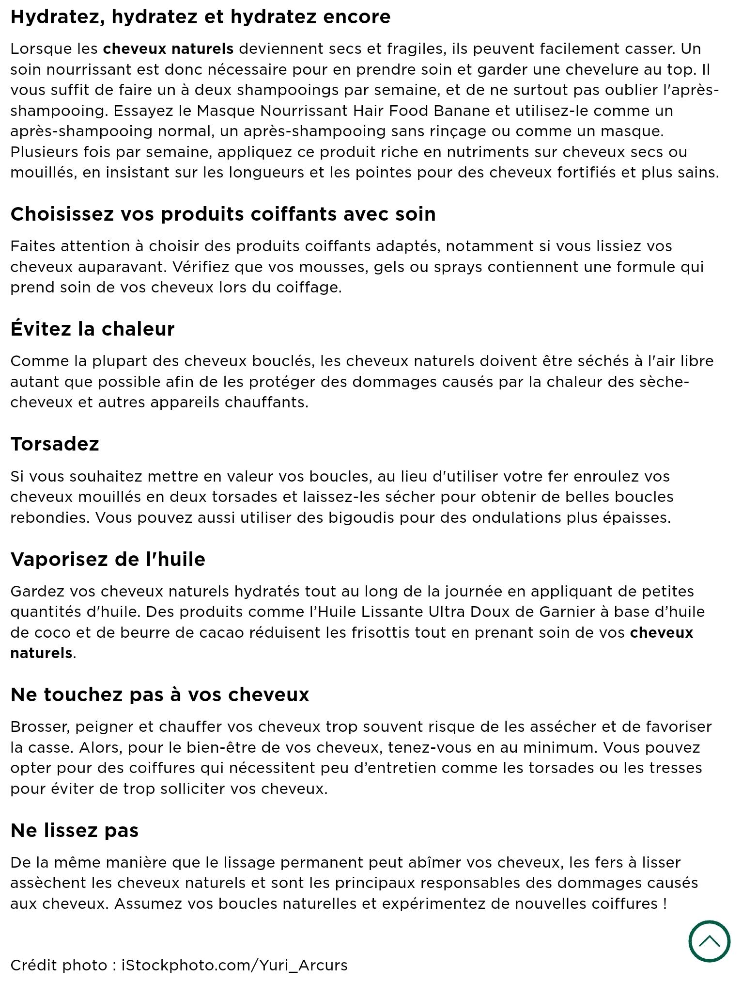 Hydratez, hydratez et hydratez encore
Lorsque les cheveux naturels deviennent secs et fragiles, ils peuvent facilement casser. Un
soin nourrissant est donc nécessaire pour en prendre soin et garder une chevelure au top. Il
vous suffit de faire un à deux shampooings par semaine, et de ne surtout pas oublier l'après-
shampooing. Essayez le Masque Nourrissant Hair Food Banane et utilisez-le comme un
après-shampooing normal, un après-shampooing sans rinçage ou comme un masque.
Plusieurs fois par semaine, appliquez ce produit riche en nutriments sur cheveux secs ou
mouillés, en insistant sur les longueurs et les pointes pour des cheveux fortifiés et plus sains.
Choisissez vos produits coiffants avec soin
Faites attention à choisir des produits coiffants adaptés, notamment si vous lissiez vos
cheveux auparavant. Vérifiez que vos mousses, gels ou sprays contiennent une formule qui
prend soin de vos cheveux lors du coiffage.
Évitez la chaleur
Comme la plupart des cheveux bouclés, les cheveux naturels doivent être séchés à l'air libre
autant que possible afin de les protéger des dommages causés par la chaleur des sèche-
cheveux et autres appareils chauffants.
Torsadez
Si vous souhaitez mettre en valeur vos boucles, au lieu d'utiliser votre fer enroulez vos
cheveux mouillés en deux torsades et laissez-les sécher pour obtenir de belles boucles
rebondies. Vous pouvez aussi utiliser des bigoudis pour des ondulations plus épaisses.
Vaporisez de l'huile
Gardez vos cheveux naturels hydratés tout au long de la journée en appliquant de petites
quantités d'huile. Des produits comme l’Huile Lissante Ultra Doux de Garnier à base d’huile
de coco et de beurre de cacao réduisent les frisottis tout en prenant soin de vos cheveux
naturels.
Ne touchez pas à vos cheveux
Brosser, peigner et chauffer vos cheveux trop souvent risque de les assécher et de favoriser
la casse. Alors, pour le bien-être de vos cheveux, tenez-vous en au minimum. Vous pouvez
opter pour des coiffures qui nécessitent peu d’entretien comme les torsades ou les tresses
pour éviter de trop solliciter vos cheveux.
Ne lissez pas
De la même manière que le lissage permanent peut abîmer vos cheveux, les fers à lisser
assèchent les cheveux naturels et sont les principaux responsables des dommages causés
aux cheveux. Assumez vos boucles naturelles et expérimentez de nouvelles coiffures !
Crédit photo : iStockphoto.com/Yuri_Arcurs